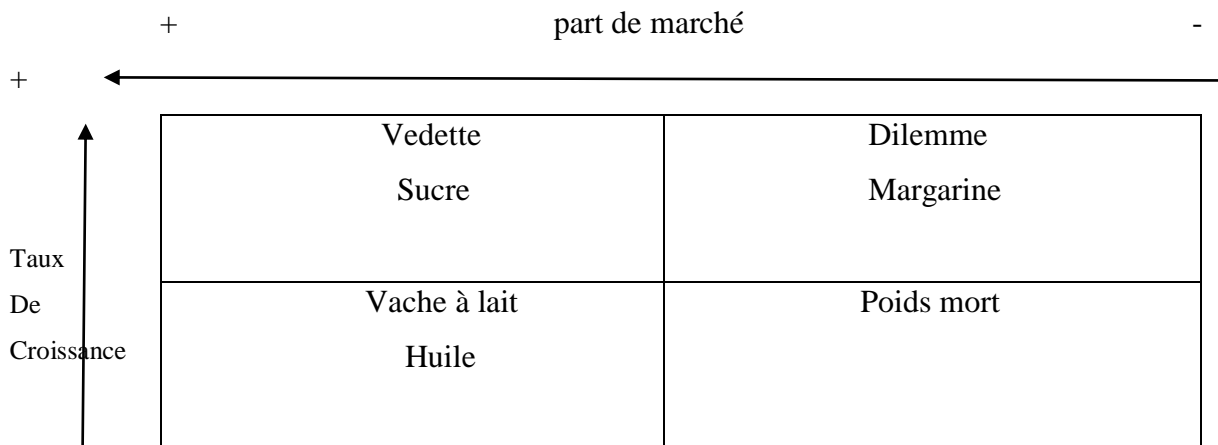 + part de marché -
+
Vedette Dilemme
Sucre Margarine
Taux
De
Croissance
Vache à lait Poids mort
Huile